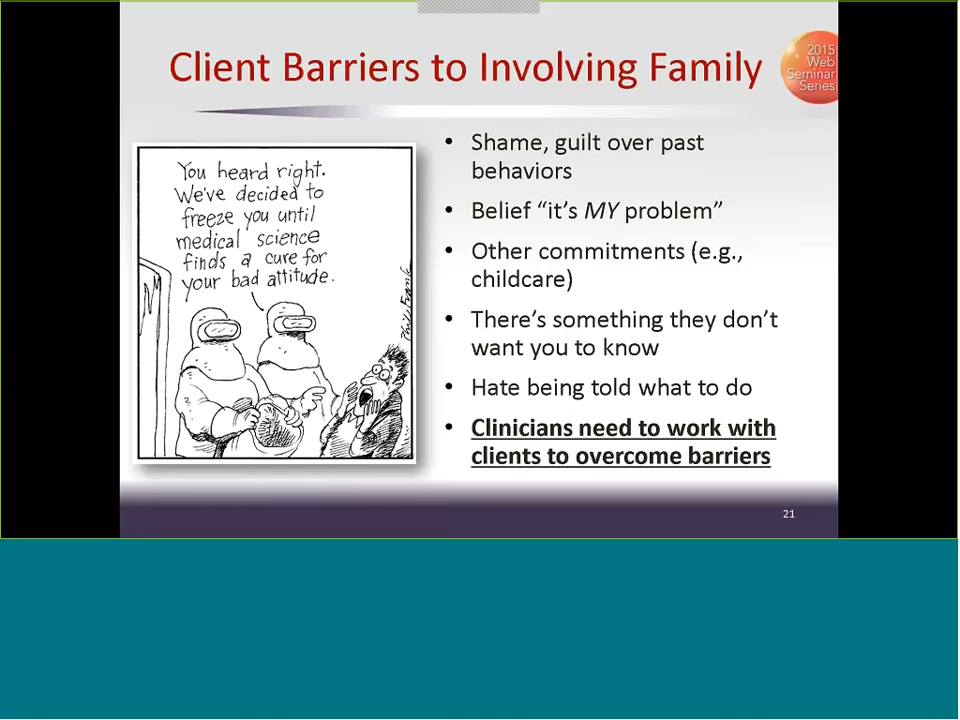 Client Barriers to Involving Family
2015
Web
Seminar
Series
You heard right.
We've decided to
freeze you until
medical science
finds a cure for
your bad attitude.
Phil Frank
• Shame, guilt over past
behaviors
• Belief “it’s MY problem”
• Other commitments (e.g.,
childcare)
• There’s something they don’t
want you to know
• Hate being told what to do
• Clinicians need to work with
clients to overcome barriers
21